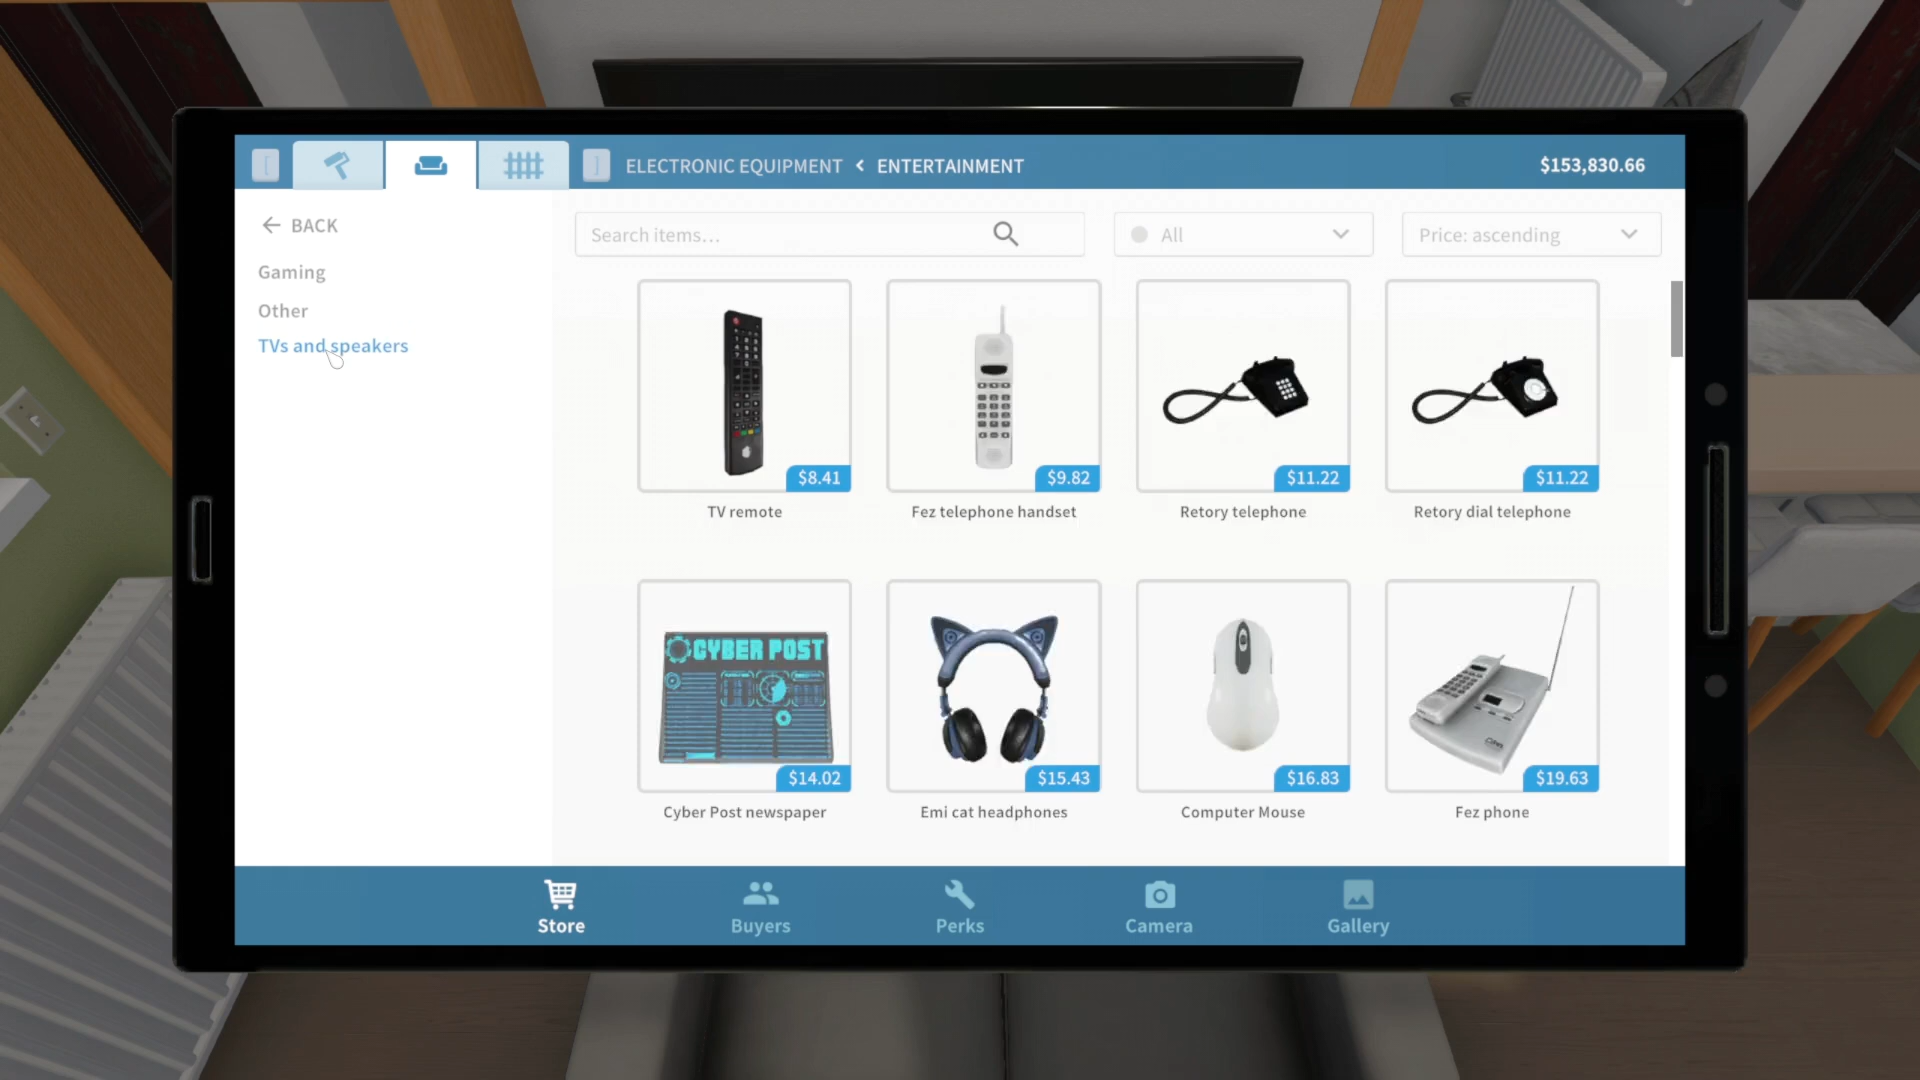 [
]
ELECTRONIC EQUIPMENT < ENTERTAINMENT
$153,830.66
← BACK
Gaming
Other
TVs and speakers
Search items...
All
Price: ascending
$8.41
TV remote
$9.82
Fez telephone handset
$11.22
Retory telephone
$11.22
Retory dial telephone
CYBER POST
$14.02
Cyber Post newspaper
$15.43
Emi cat headphones
$16.83
Computer Mouse
$19.63
Fez phone
Store
Buyers
Perks
Camera
Gallery